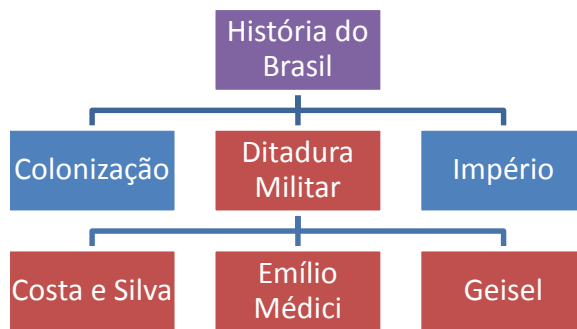 História do
Brasil
Colonização
Ditadura
Militar
Império
Costa e Silva
Emílio
Médici
Geisel